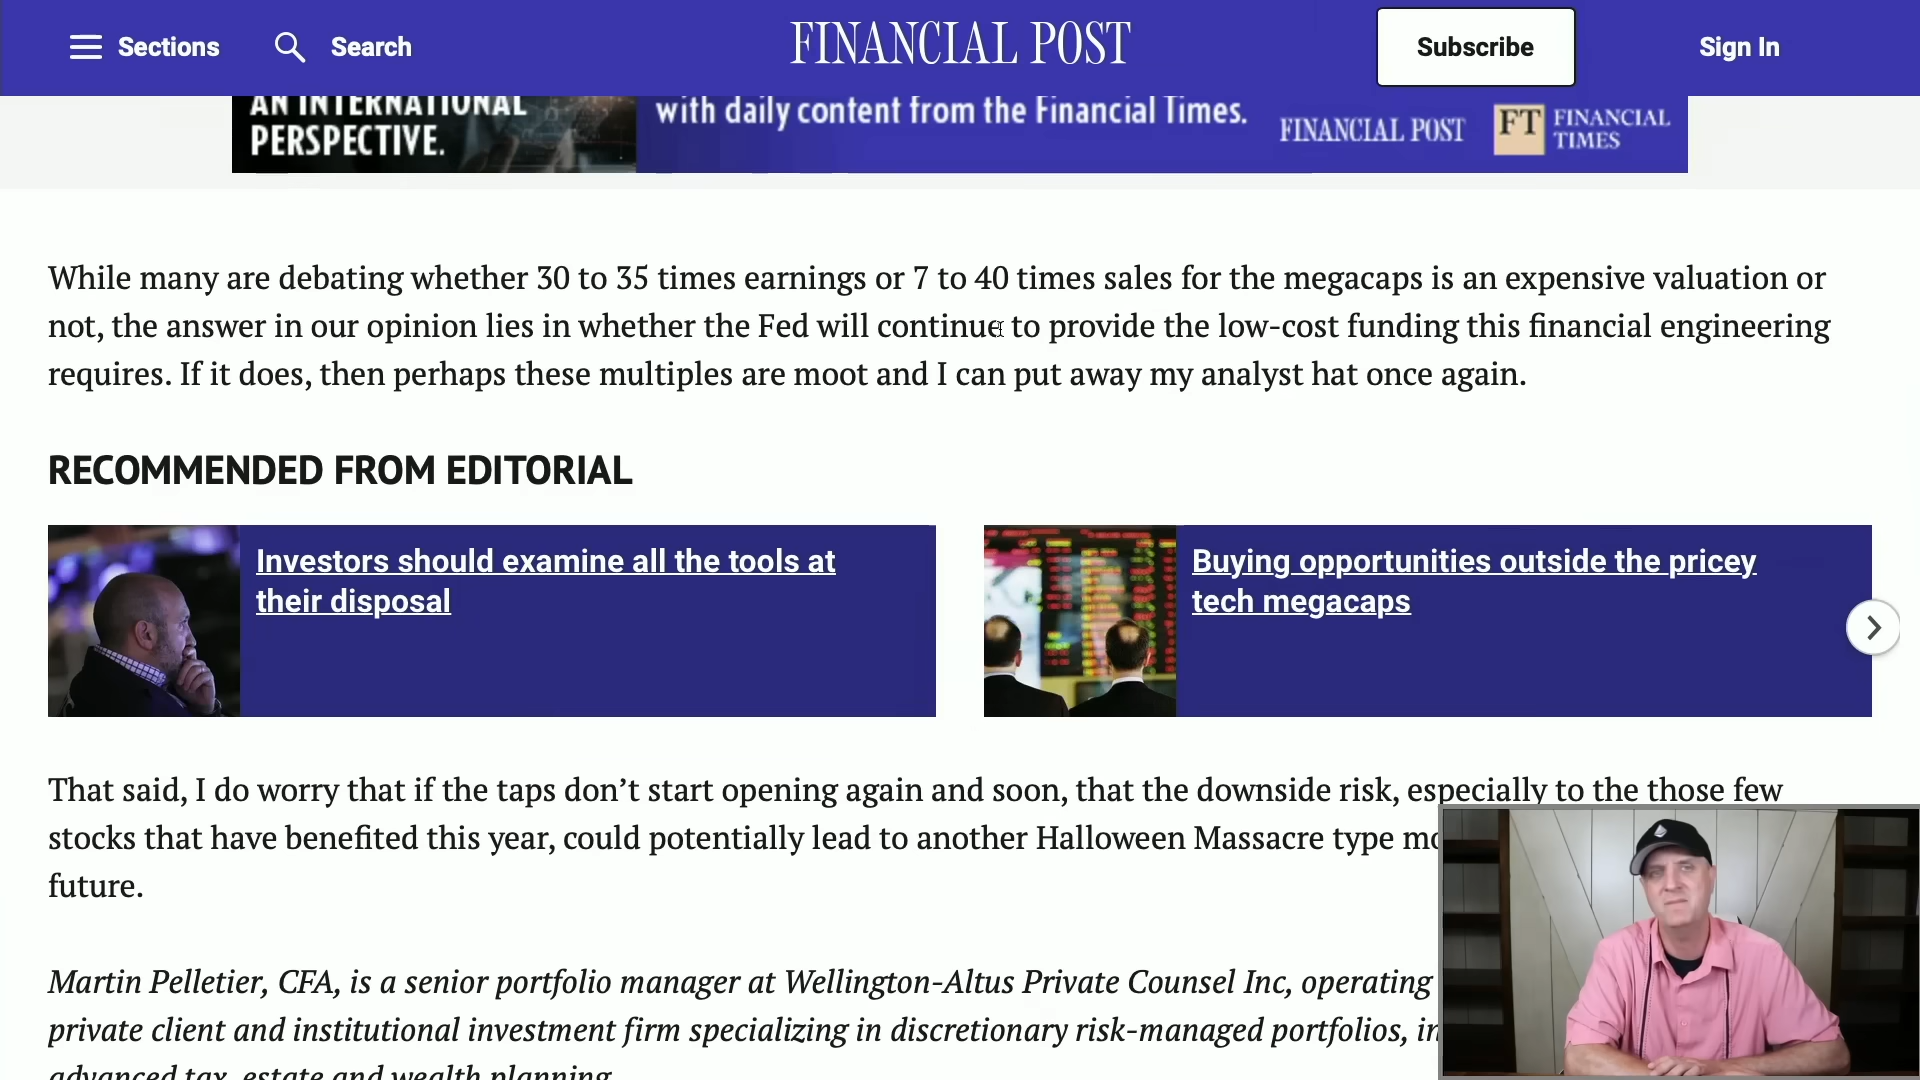 Sections
Search
FINANCIAL POST
Subscribe
Sign In
AN INTERNATIONAL
PERSPECTIVE.
with daily content from the Financial Times.
FINANCIAL POST
FT
FINANCIAL
TIMES
While many are debating whether 30 to 35 times earnings or 7 to 40 times sales for the megacaps is an expensive valuation or
not, the answer in our opinion lies in whether the Fed will continue to provide the low-cost funding this financial engineering
requires. If it does, then perhaps these multiples are moot and I can put away my analyst hat once again.
RECOMMENDED FROM EDITORIAL
Investors should examine all the tools at
their disposal
Buying opportunities outside the pricey
tech megacaps
That said, I do worry that if the taps don’t start opening again and soon, that the downside risk, especially to the those few
stocks that have benefited this year, could potentially lead to another Halloween Massacre type
future.
Martin Pelletier, CFA, is a senior portfolio manager at Wellington-Altus Private Counsel Inc, operating
private client and institutional investment firm specializing in discretionary risk-managed portfolios,
advanced tax, estate and wealth planning.